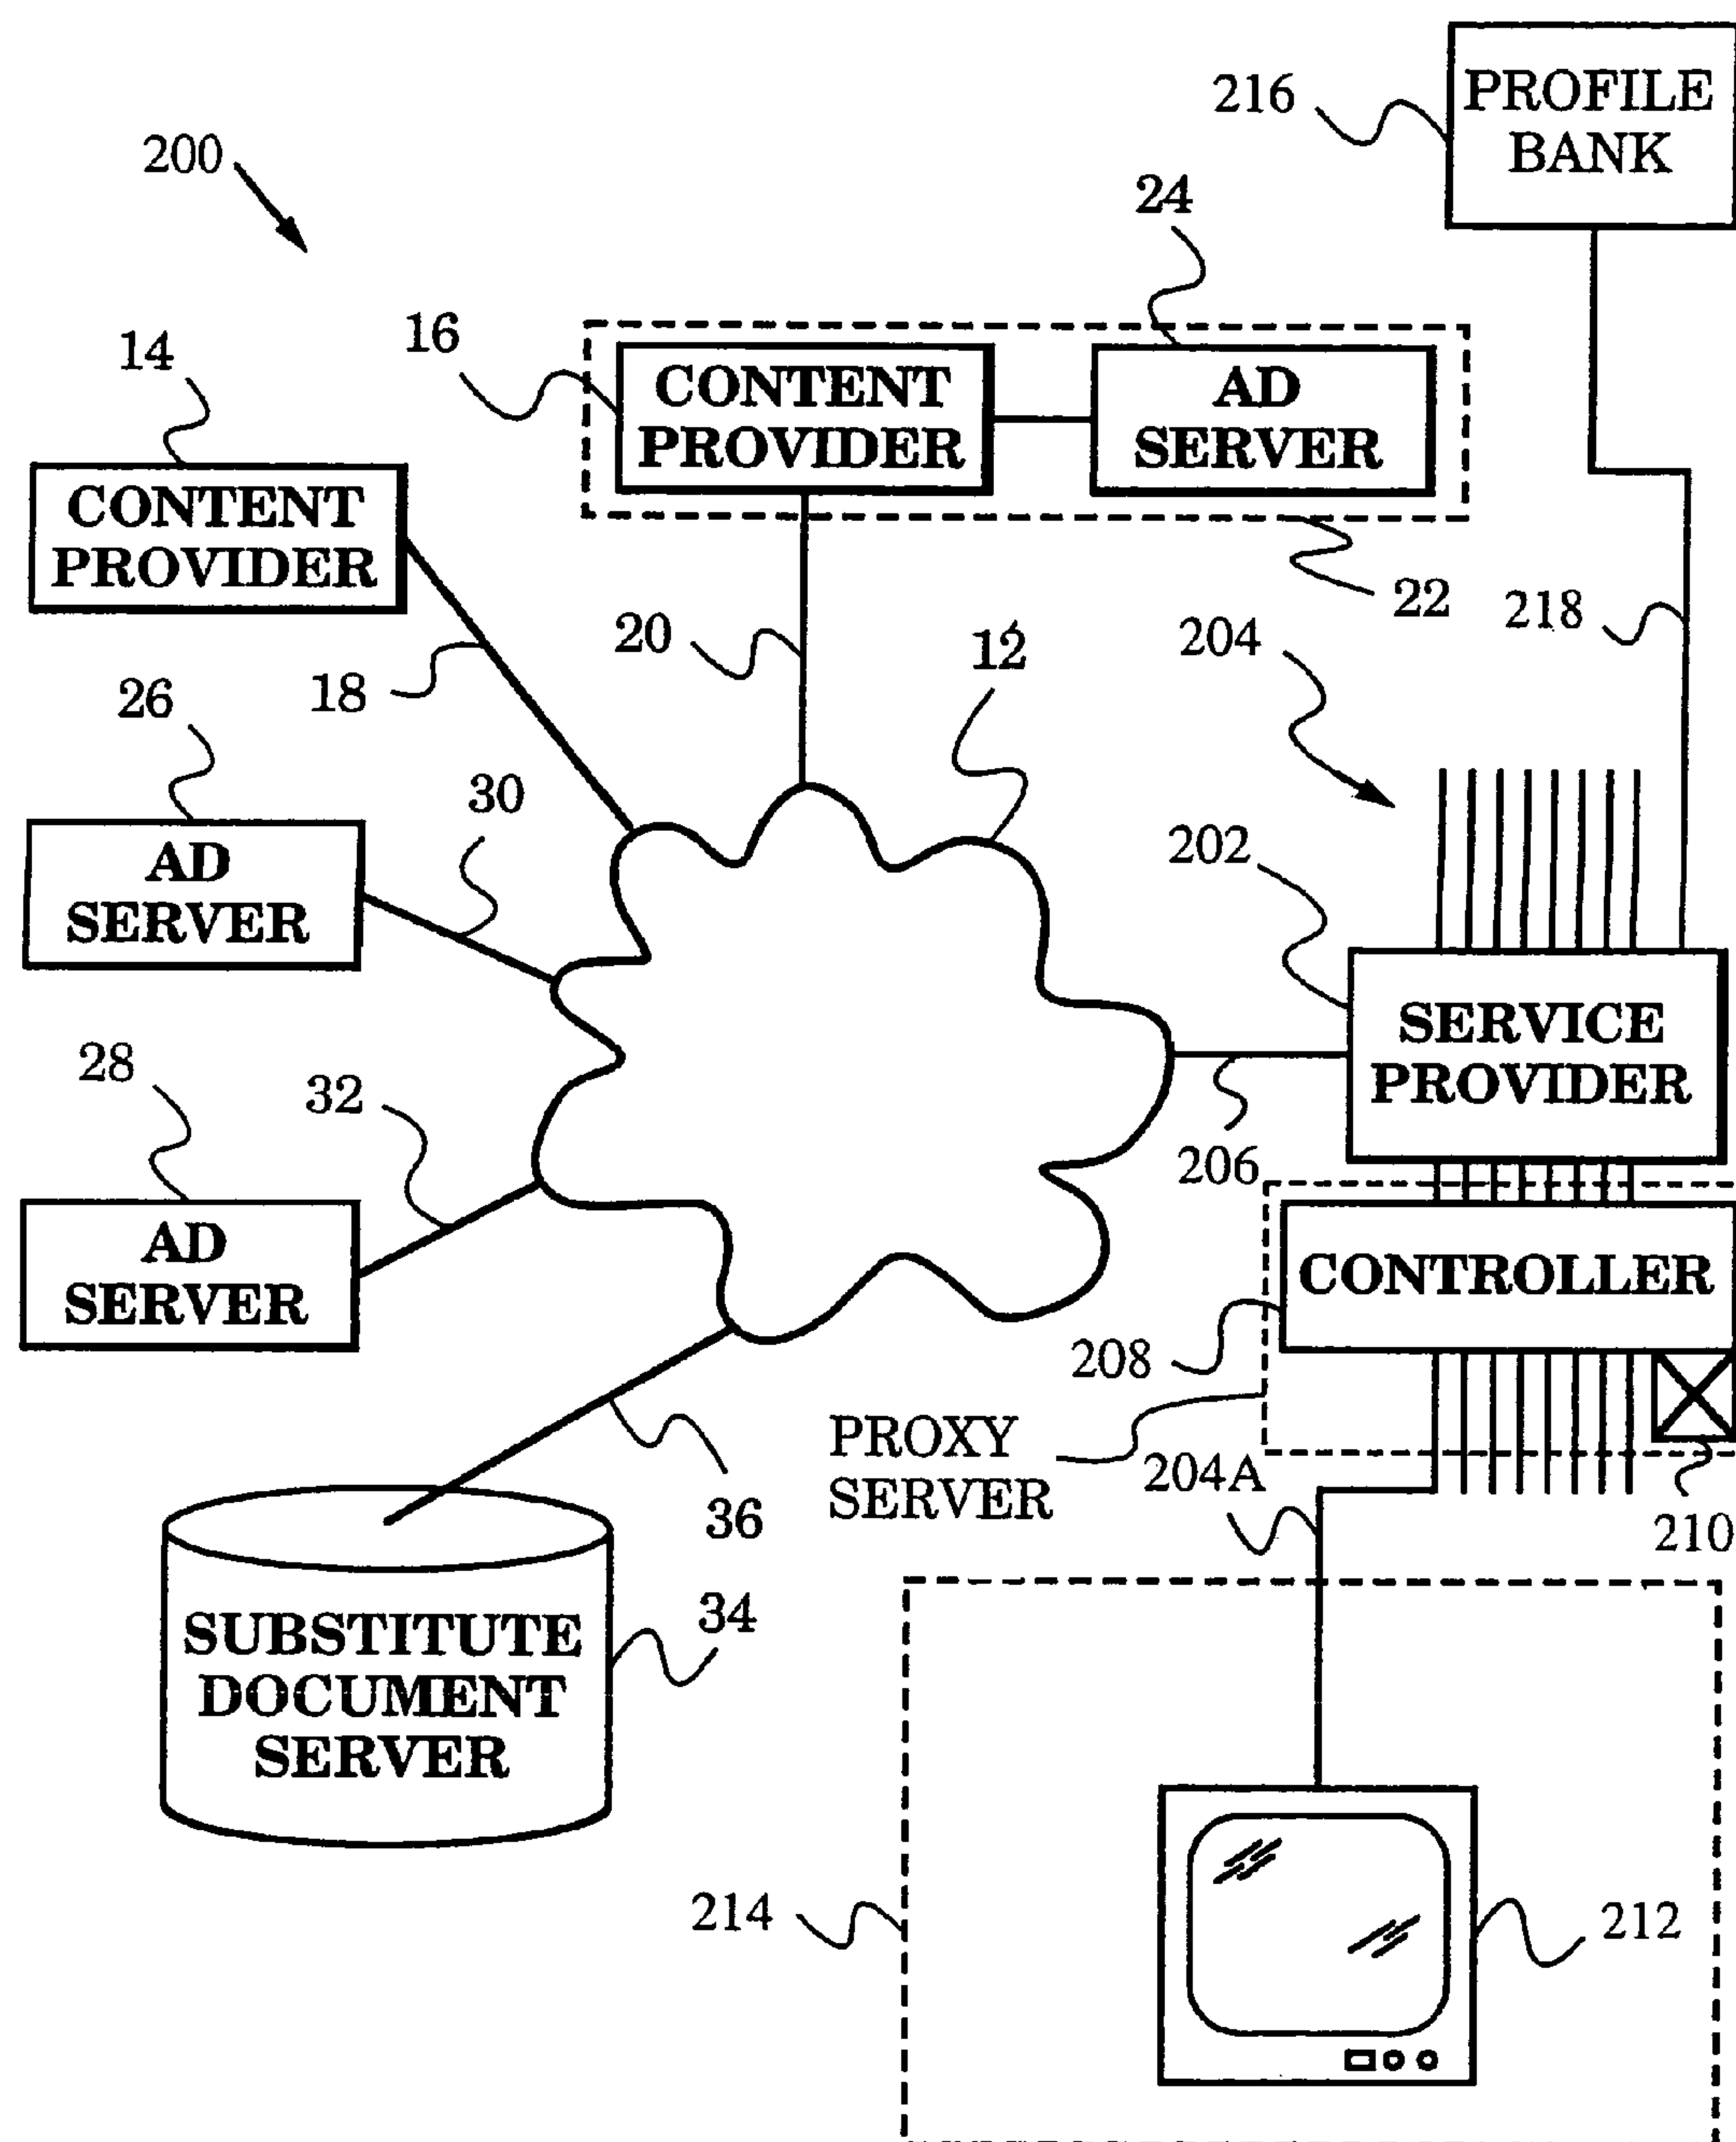 216
PROFILE
BANK
200
24
14
16
CONTENT
PROVIDER
AD
SERVER
CONTENT
PROVIDER
22
218
20
12
204
18
26
30
202
AD
SERVER
SERVICE
PROVIDER
28
32
206
AD
SERVER
CONTROLLER
208
PROXY
SERVER
204A
36
210
34
SUBSTITUTE
DOCUMENT
SERVER
214
212